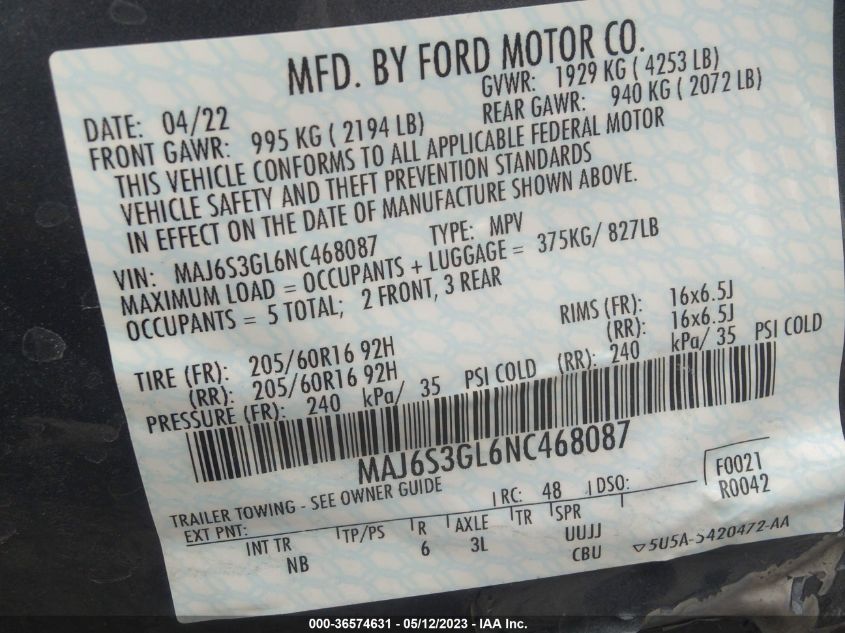 MFD. BY FORD MOTOR CO.
DATE: 04/22 GVWR: 1929 KG ( 4253 LB)
FRONT GAWR: 995 KG ( 2194 LB) REAR GAWR: 940 KG ( 2072 LB)
THIS VEHICLE CONFORMS TO ALL APPLICABLE FEDERAL MOTOR
VEHICLE SAFETY AND THEFT PREVENTION STANDARDS
IN EFFECT ON THE DATE OF MANUFACTURE SHOWN ABOVE.
VIN: MAJ6S3GL6NC468087 TYPE: MPV
MAXIMUM LOAD = OCCUPANTS + LUGGAGE = 375KG/ 827LB
OCCUPANTS = 5 TOTAL; 2 FRONT, 3 REAR
TIRE (FR): 205/60R16 92H RIMS (FR): 16x6.5J
(RR): 205/60R16 92H (RR): 16x6.5J
PRESSURE (FR): 240 kPa/ 35 PSI COLD (RR): 240 kPa/ 35 PSI COLD
MAJ6S3GL6NC468087
TRAILER TOWING - SEE OWNER GUIDE RC: 48 DSO: F0021
R0042
EXT PNT: INT TR TP/PS R AXLE TR SPR
NB 6 3L UUJJ
CBU 5U5A-5420472-AA
000-36574631 - 05/12/2023 - IAA Inc.